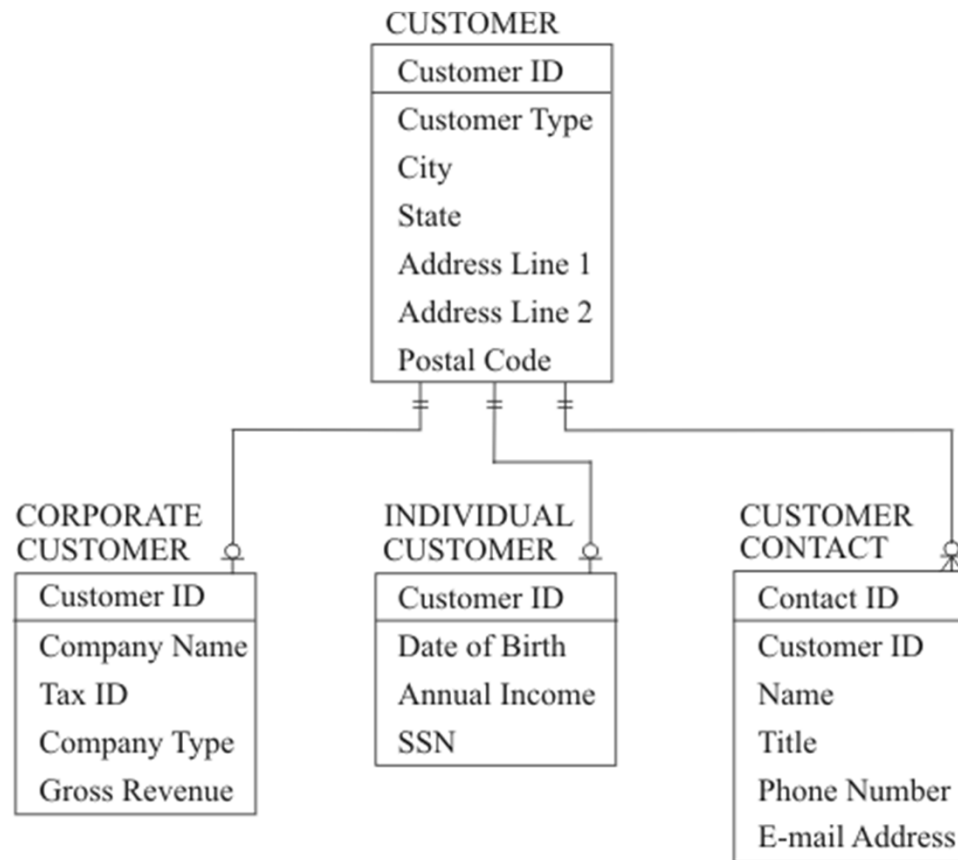 CUSTOMER
Customer ID
Customer Type
City
State
Address Line 1
Address Line 2
Postal Code
CORPORATE
CUSTOMER
Customer ID
Company Name
Tax ID
Company Type
Gross Revenue
INDIVIDUAL
CUSTOMER
Customer ID
Date of Birth
Annual Income
SSN
CUSTOMER
CONTACT
Contact ID
Customer ID
Name
Title
Phone Number
E-mail Address